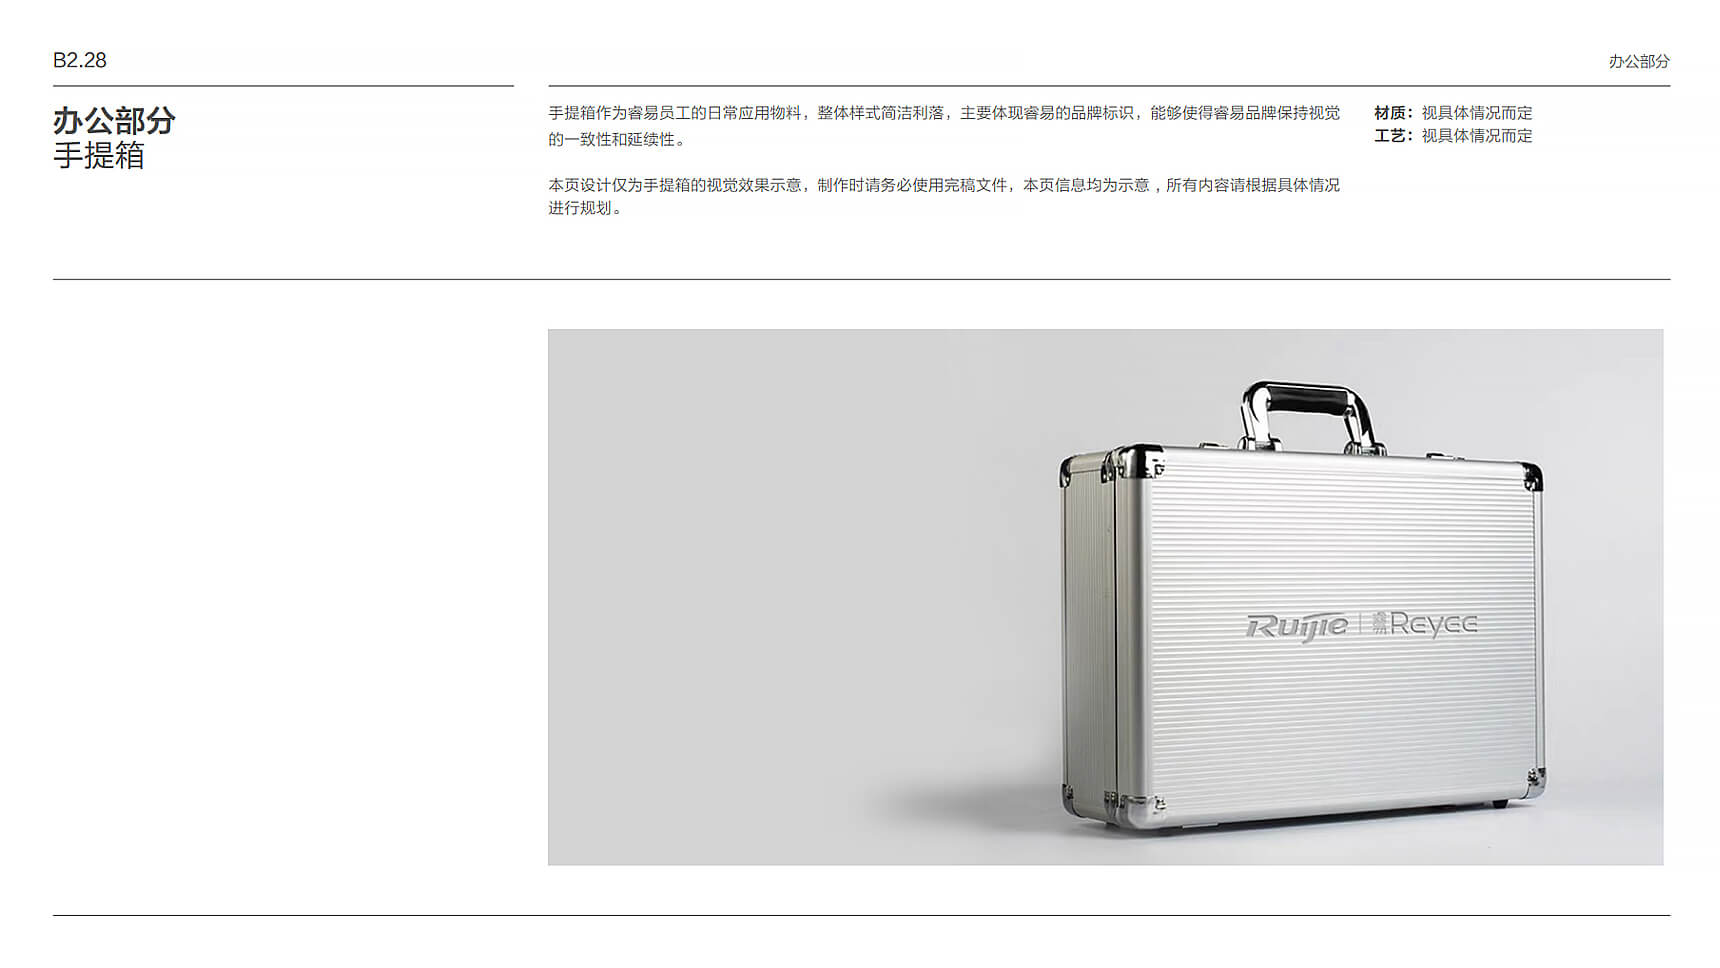 B2.28
办公部分
办公部分
手提箱
手提箱作为睿易员工的日常应用物料，整体样式简洁利落，主要体现睿易的品牌标识，能够使得睿易品牌保持视觉
的一致性和延续性。
本页设计仅为手提箱的视觉效果示意，制作时请务必使用完稿文件，本页信息均为示意，所有内容请根据具体情况
进行规划。
材质：视具体情况而定
工艺：视具体情况而定
Ruijie | 睿易 Reyee